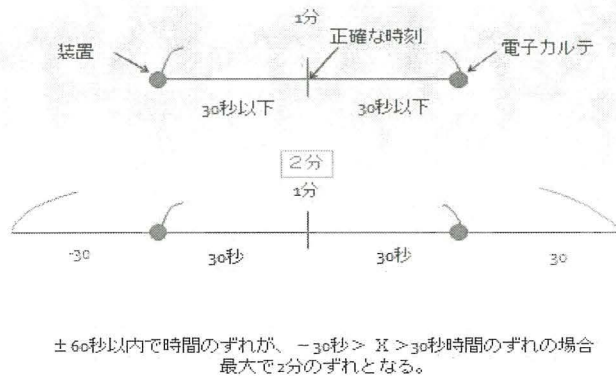 1分
装置
正確な時刻
電子カルテ
30秒以下
30秒以下
2分
1分
-30
30秒
30秒
30
±60秒以内で時間のずれが、－30秒＞ X ＞30秒時間のずれの場合
最大で2分のずれとなる。